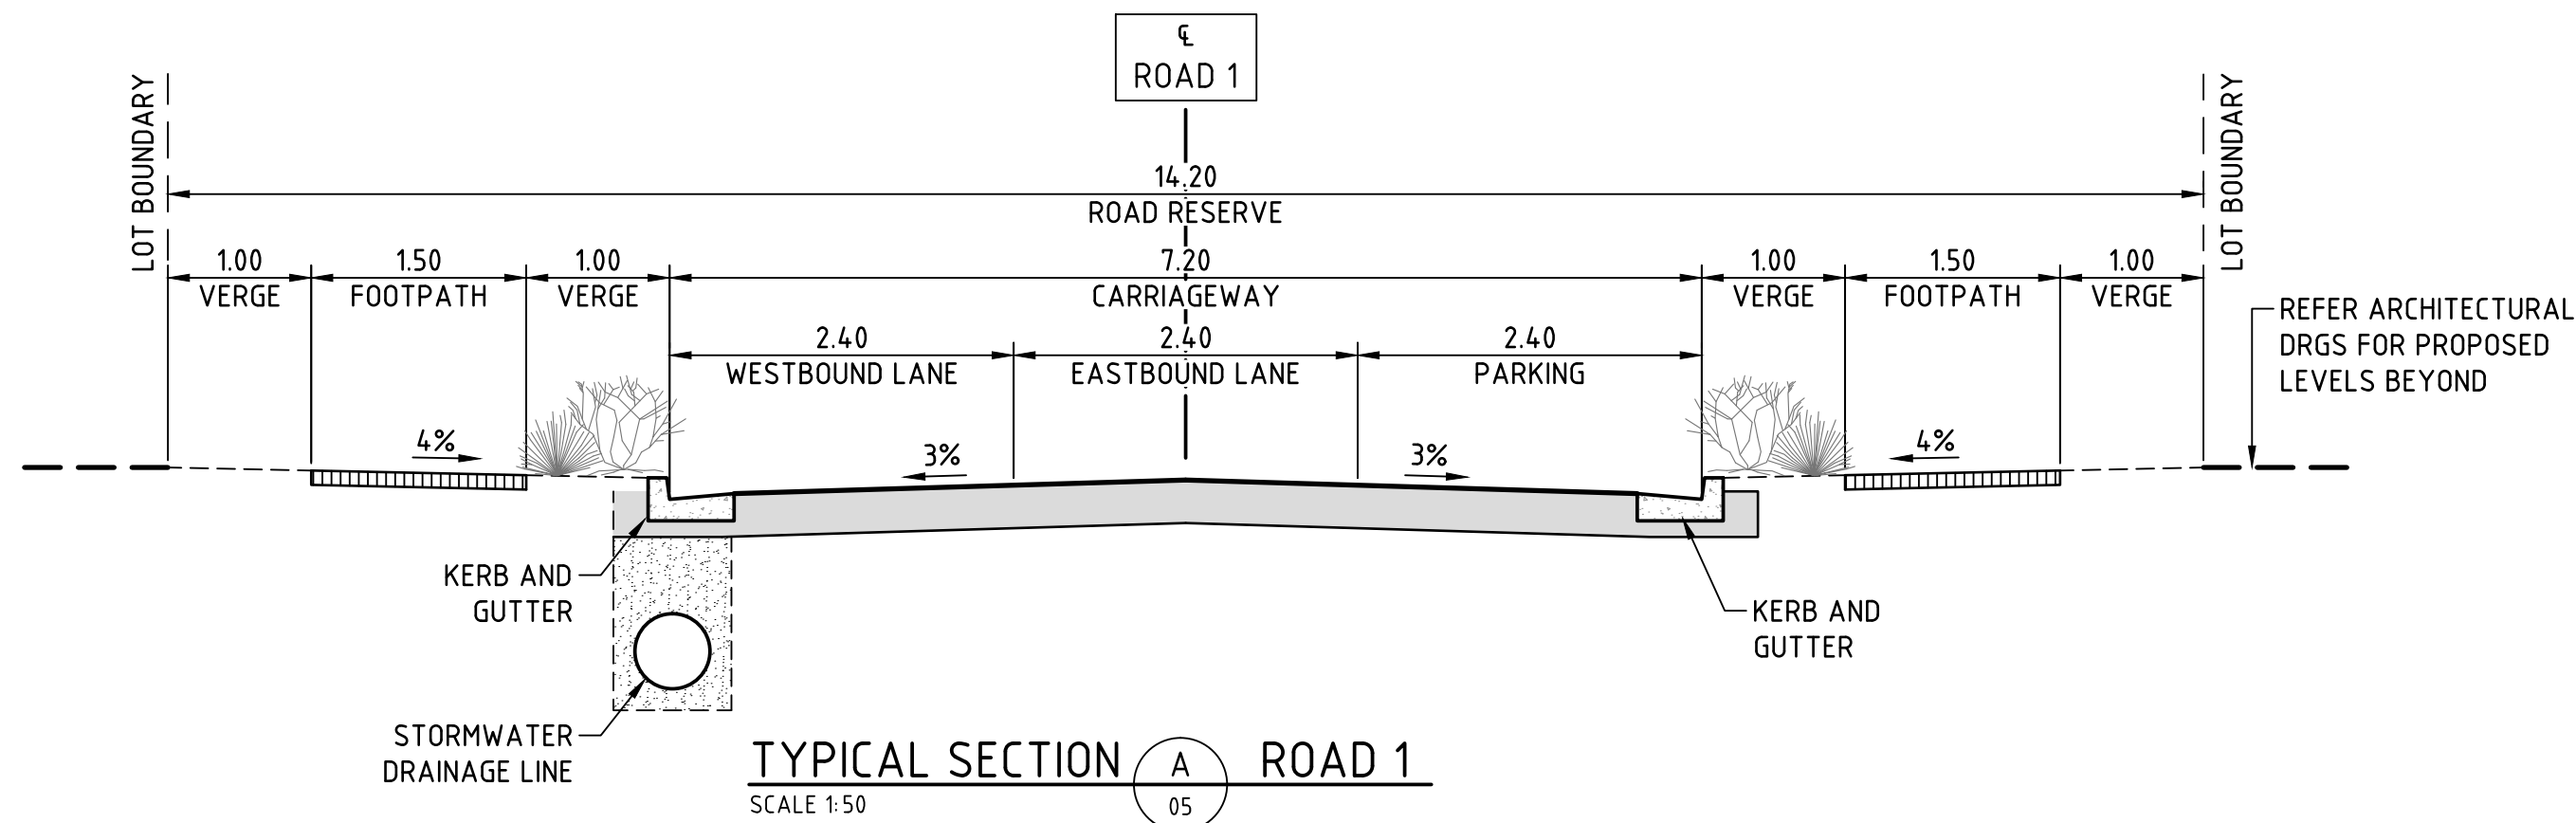 ℄
ROAD 1
LOT BOUNDARY
LOT BOUNDARY
14.20
ROAD RESERVE
1.00 1.50 1.00 7.20 1.00 1.50 1.00
VERGE FOOTPATH VERGE CARRIAGEWAY VERGE FOOTPATH VERGE
2.40 2.40 2.40
WESTBOUND LANE EASTBOUND LANE PARKING
REFER ARCHITECTURAL
DRGS FOR PROPOSED
LEVELS BEYOND
4% 3% 3% 4%
KERB AND
GUTTER
KERB AND
GUTTER
STORMWATER
DRAINAGE LINE
TYPICAL SECTION A ROAD 1
SCALE 1:50 05